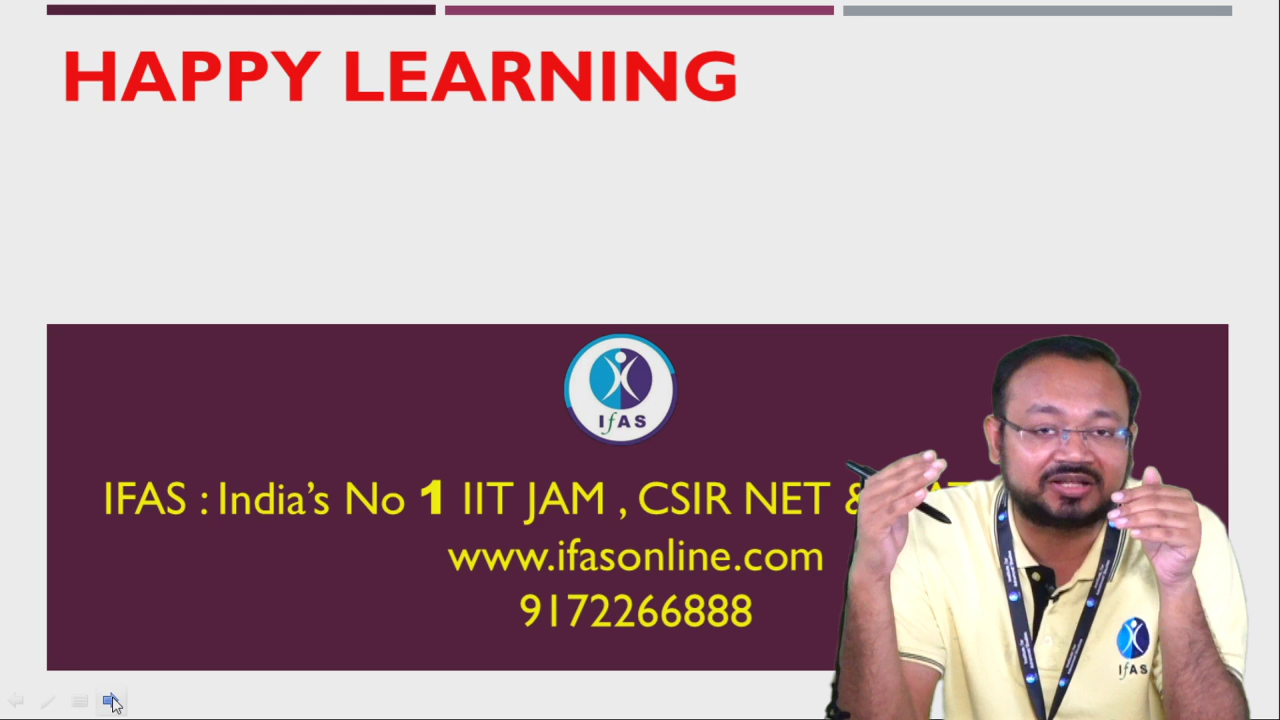 HAPPY LEARNING
IfAS
IFAS : India's No 1 IIT JAM , CSIR NET &
www.ifasonline.com
9172266888
IfAS